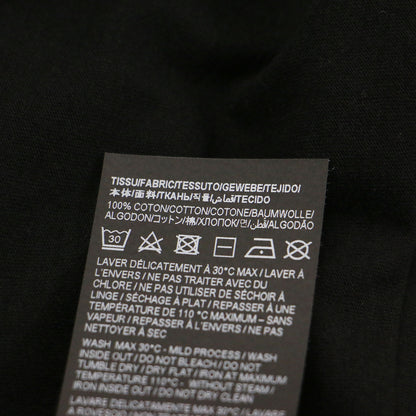 TISSU/FABRIC/TESSUTO/GEWEBE/TEJIDO/
本体/面料/ТКАНЬ/직물/قماش/TECIDO
100% COTON/COTTON/COTONE/BAUMWOLLE/
ALGODON/コットン/棉/ХЛОПОК/면/قطن/ALGODÃO
30
LAVER DÉLICATEMENT À 30°C MAX / LAVER À
L'ENVERS / NE PAS TRAITER AVEC DU
CHLORE / NE PAS UTILISER DE SÉCHOIR À
LINGE / SÉCHAGE À PLAT / REPASSER À UNE
TEMPÉRATURE DE 110 °C MAXIMUM – SANS
VAPEUR / REPASSER À L'ENVERS / NE PAS
NETTOYER À SEC
WASH MAX 30°C - MILD PROCESS / WASH
INSIDE OUT / DO NOT BLEACH / DO NOT
TUMBLE DRY / DRY FLAT / IRON AT MAXIMUM
TEMPERATURE 110°C - WITHOUT STEAM /
IRON INSIDE OUT / DO NOT DRY CLEAN